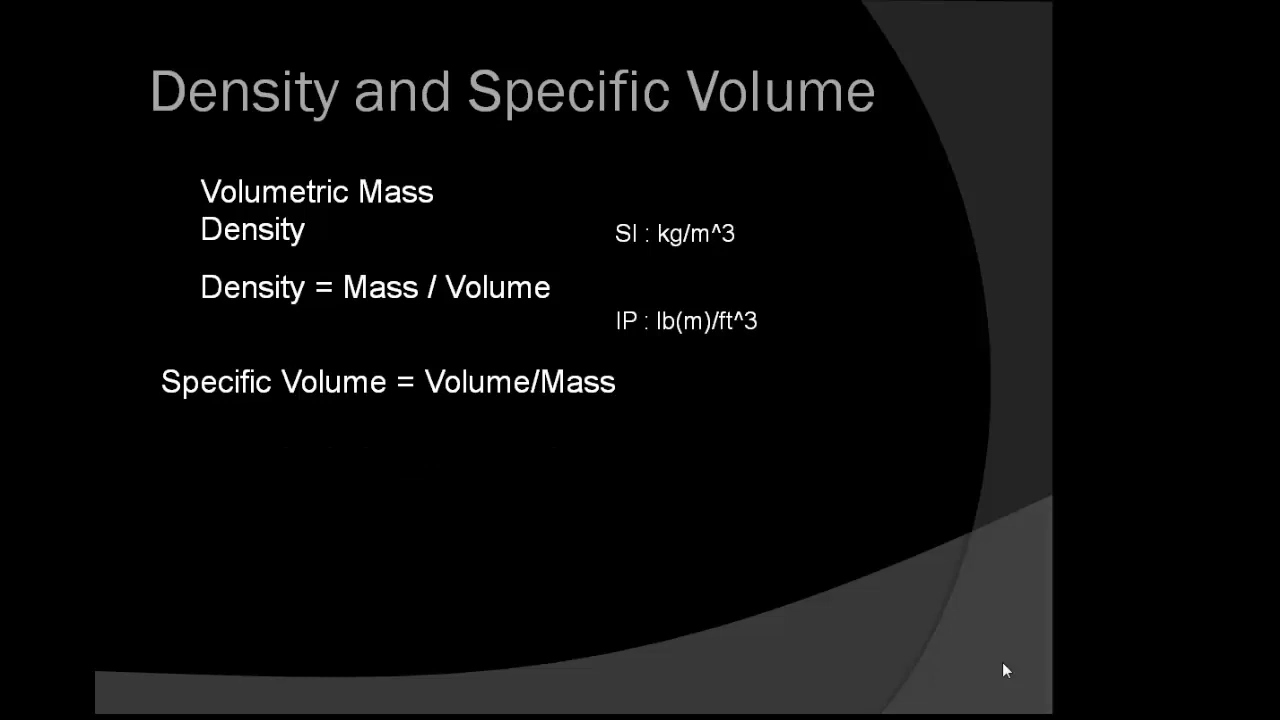 Density and Specific Volume
Volumetric Mass
Density
SI : kg/m^3
Density = Mass / Volume
IP : lb(m)/ft^3
Specific Volume = Volume/Mass